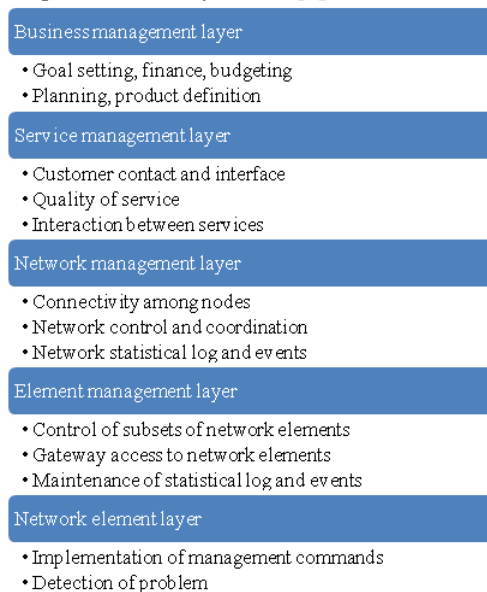 Business management layer
• Goal setting, finance, budgeting
• Planning, product definition
Service management layer
• Customer contact and interface
• Quality of service
• Interaction between services
Network management layer
• Connectivity among nodes
• Network control and coordination
• Network statistical log and events
Element management layer
• Control of subsets of network elements
• Gateway access to network elements
• Maintenance of statistical log and events
Network element layer
• Implementation of management commands
• Detection of problem